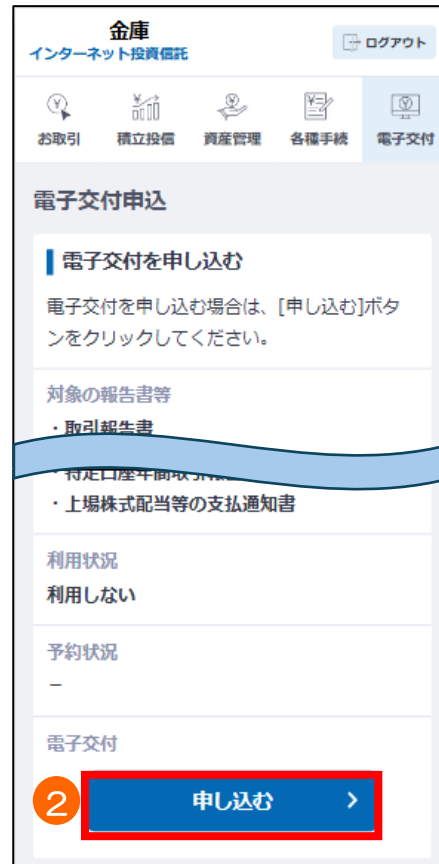 金庫
インターネット投資信託
ログアウト
お取引 積立投信 資産管理 各種手続 電子交付
電子交付申込
電子交付を申し込む
電子交付を申し込む場合は、[申し込む]ボタ
ンをクリックしてください。
対象の報告書等
・取引報告書
・上場株式配当等の支払通知書
利用状況
利用しない
予約状況
－
電子交付
2
申し込む